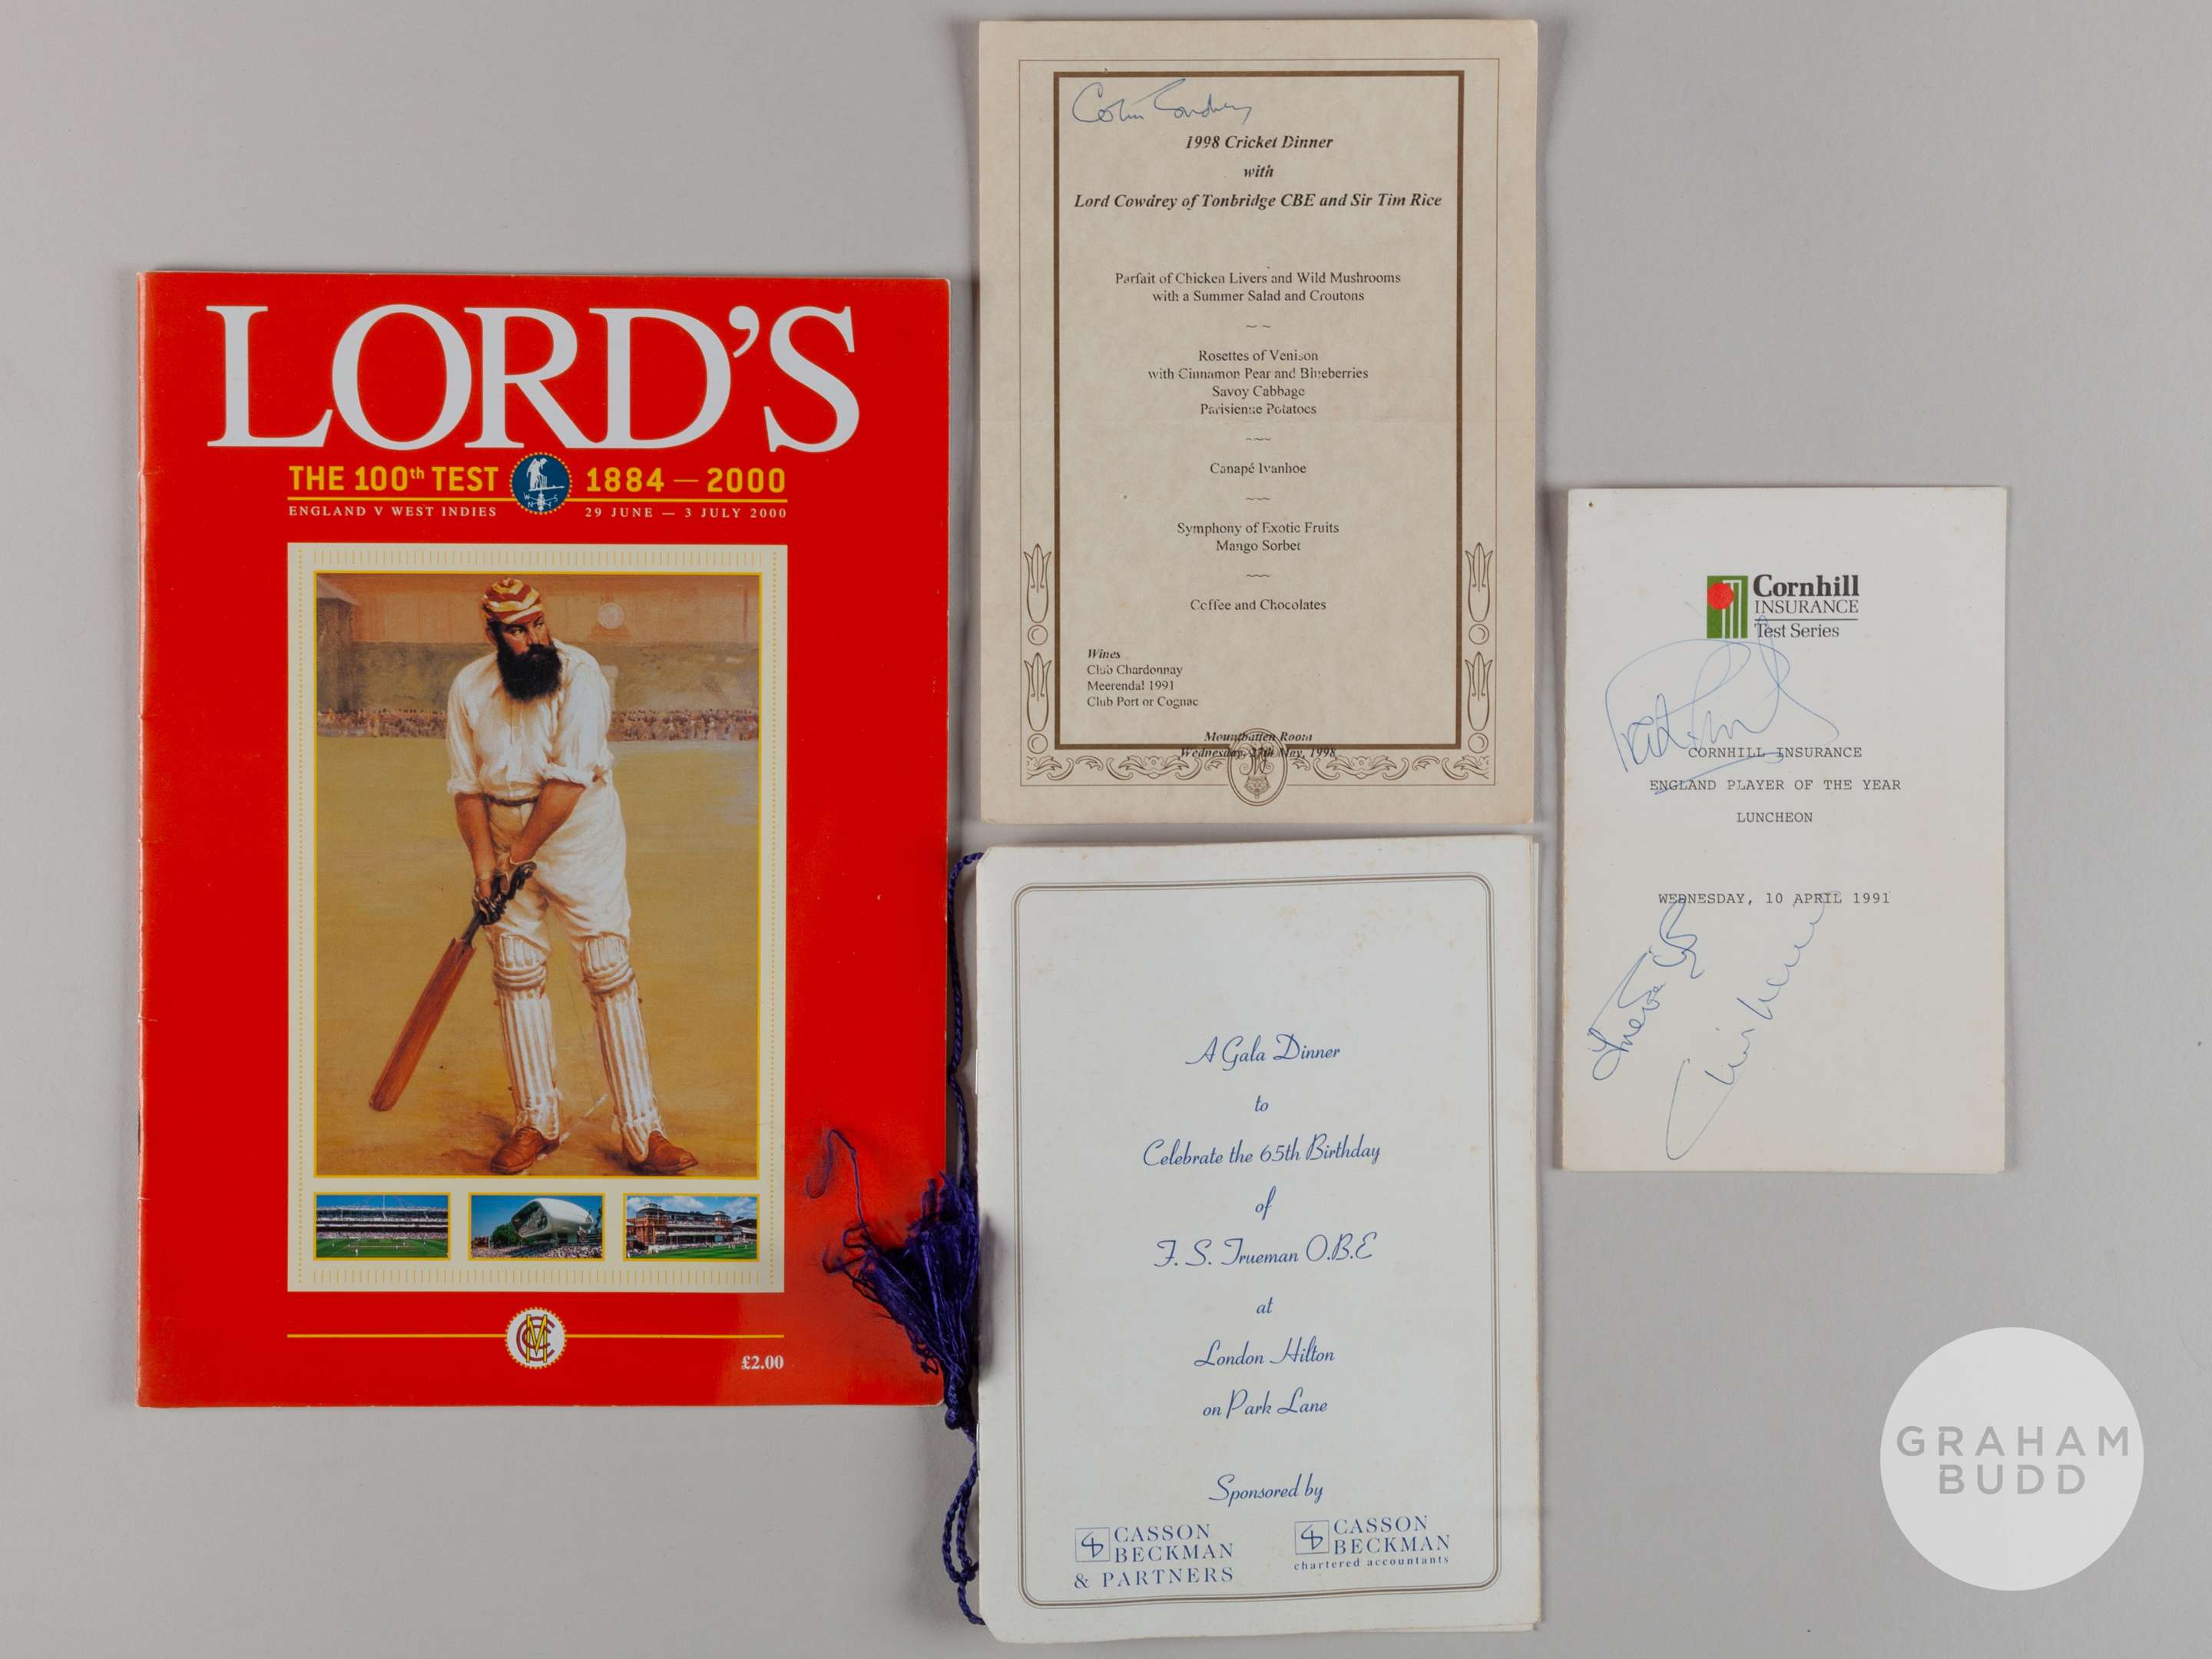 LORD'S
THE 100th TEST 1884 — 2000
ENGLAND V WEST INDIES 29 JUNE — 3 JULY 2000
£2.00
Colin Cowdrey
1998 Cricket Dinner
with
Lord Cowdrey of Tonbridge CBE and Sir Tim Rice
Parfait of Chicken Livers and Wild Mushrooms
with a Summer Salad and Croutons
~ ~
Rosettes of Venison
with Cinnamon Pear and Blueberries
Savoy Cabbage
Parisienne Potatoes
~~~
Canapé Ivanhoe
~~~
Symphony of Exotic Fruits
Mango Sorbet
~~~
Coffee and Chocolates
Wines
Club Chardonnay
Meerendal 1991
Club Port or Cognac
Mountbatten Room
Wednesday, 27th May, 1998
A Gala Dinner
to
Celebrate the 65th Birthday
of
F. S. Trueman O.B.E
at
London Hilton
on Park Lane
Sponsored by
CASSON
BECKMAN
& PARTNERS
CASSON
BECKMAN
chartered accountants
Cornhill
INSURANCE
Test Series
CORNHILL INSURANCE
ENGLAND PLAYER OF THE YEAR
LUNCHEON
WEDNESDAY, 10 APRIL 1991
GRAHAM
BUDD